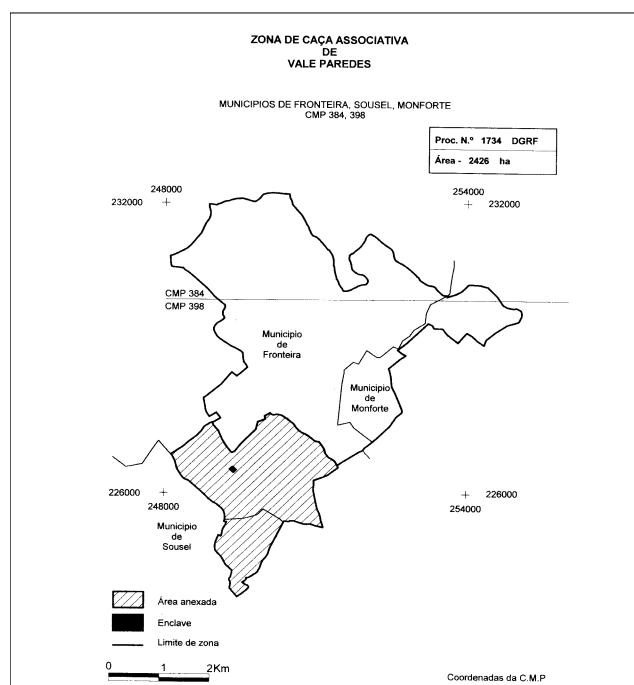 ZONA DE CAÇA ASSOCIATIVA
DE
VALE PAREDES
MUNICIPIOS DE FRONTEIRA, SOUSEL, MONFORTE
CMP 384, 398
Proc. N.º 1734 DGRF
Área - 2426 ha
248000
232000
254000
232000
CMP 384
CMP 398
Municipio
de
Fronteira
Municipio
de
Monforte
226000
248000
226000
254000
Municipio
de
Sousel
Área anexada
Enclave
Limite de zona
0 1 2Km
Coordenadas da C.M.P